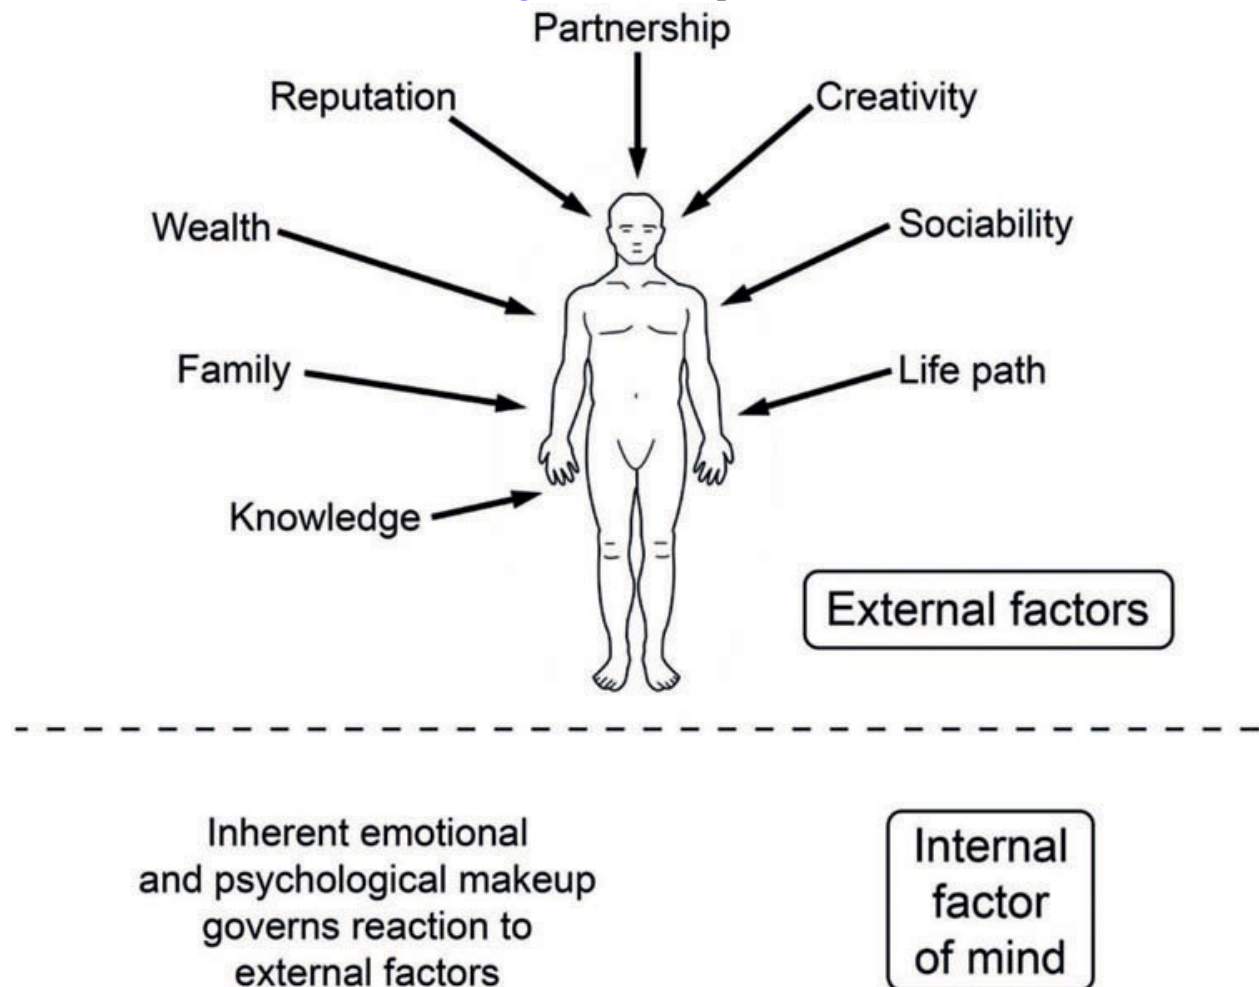 Partnership
Reputation
Creativity
Wealth
Sociability
Family
Life path
Knowledge
External factors
Inherent emotional
and psychological makeup
governs reaction to
external factors
Internal
factor
of mind